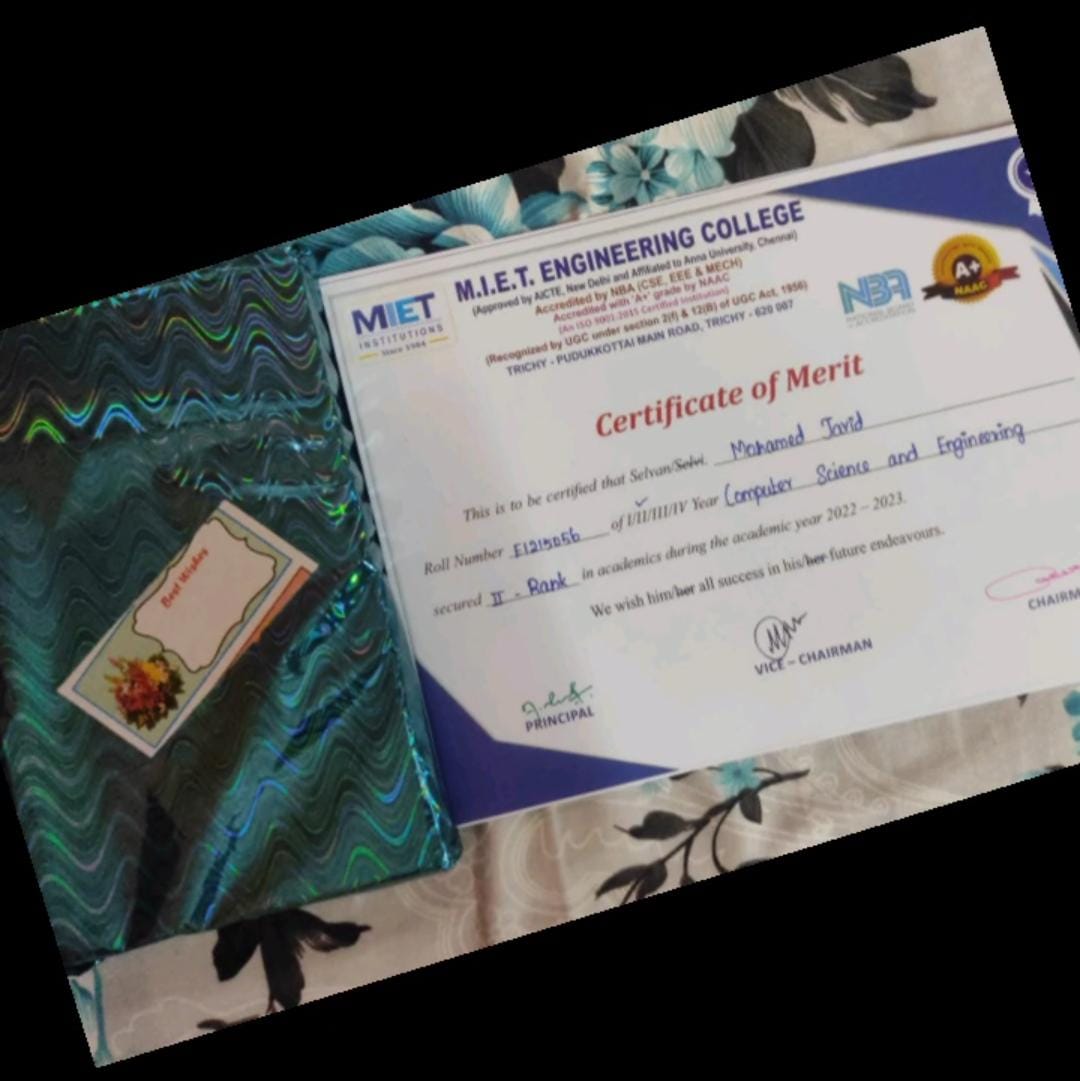 Best Wishes
MIET
INSTITUTIONS
Since 1984
M.I.E.T. ENGINEERING COLLEGE
(Approved by AICTE, New Delhi and Affiliated to Anna University, Chennai)
Accredited by NBA (CSE, EEE & MECH)
Accredited with 'A+' grade by NAAC
(An ISO 9001:2015 Certified Institution)
(Recognized by UGC under section 2(f) & 12(B) of UGC Act, 1956)
TRICHY - PUDUKKOTTAI MAIN ROAD, TRICHY - 620 007
NBA
A+
NAAC
Certificate of Merit
This is to be certified that Selvan/Selvi. Mohamed Javid
Roll Number E1215056 of I/II/III/IV Year Computer Science and Engineering
secured II - Rank in academics during the academic year 2022 – 2023.
We wish him/her all success in his/her future endeavours.
PRINCIPAL
VICE – CHAIRMAN
CHAIRM